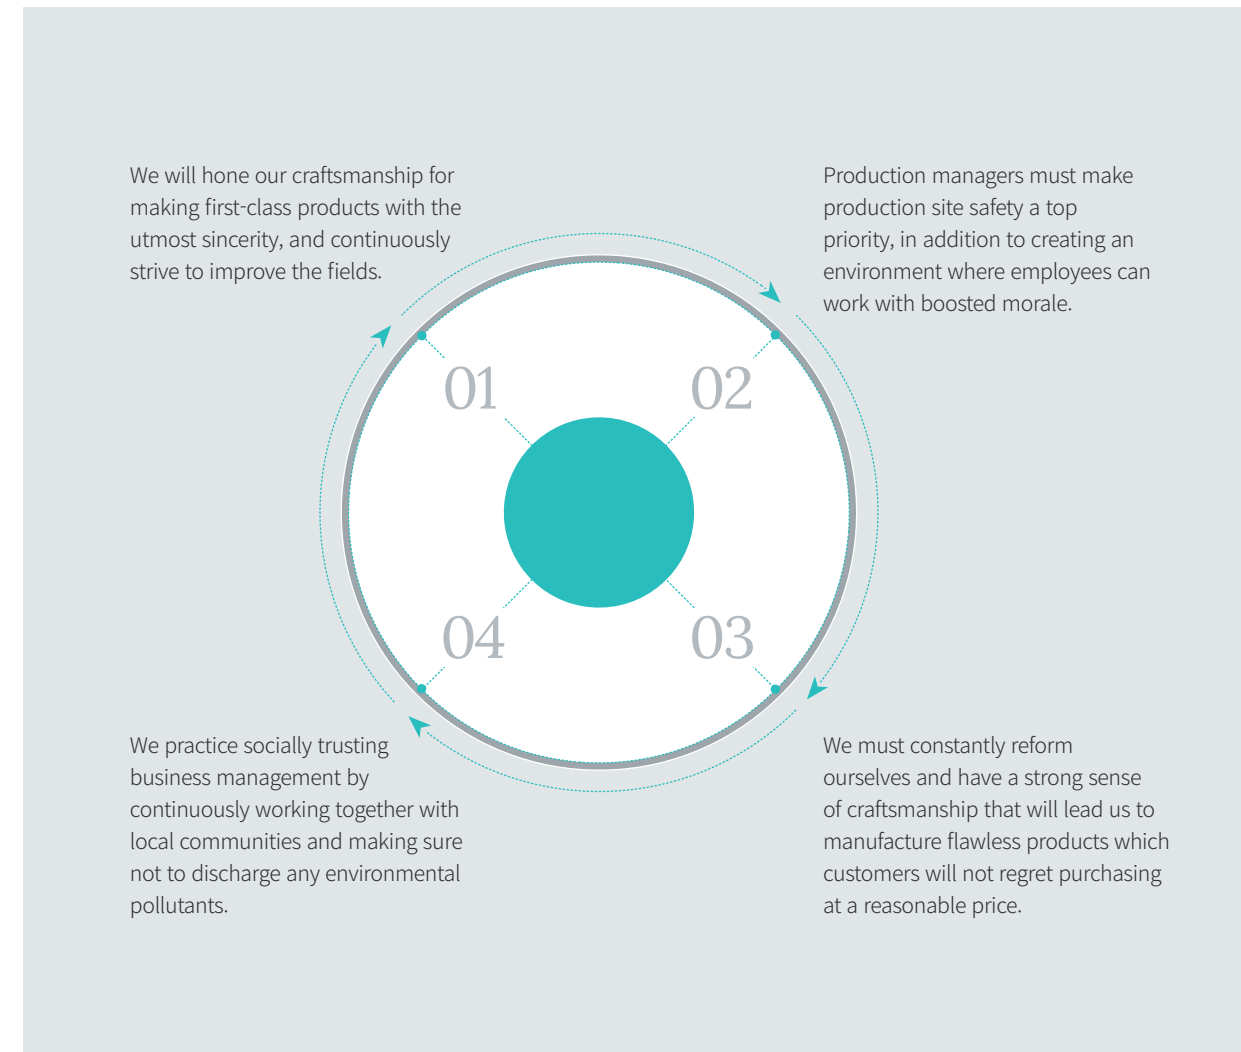 We will hone our craftsmanship for
making first-class products with the
utmost sincerity, and continuously
strive to improve the fields.
Production managers must make
production site safety a top
priority, in addition to creating an
environment where employees can
work with boosted morale.
01
02
04
03
We practice socially trusting
business management by
continuously working together with
local communities and making sure
not to discharge any environmental
pollutants.
We must constantly reform
ourselves and have a strong sense
of craftsmanship that will lead us to
manufacture flawless products which
customers will not regret purchasing
at a reasonable price.